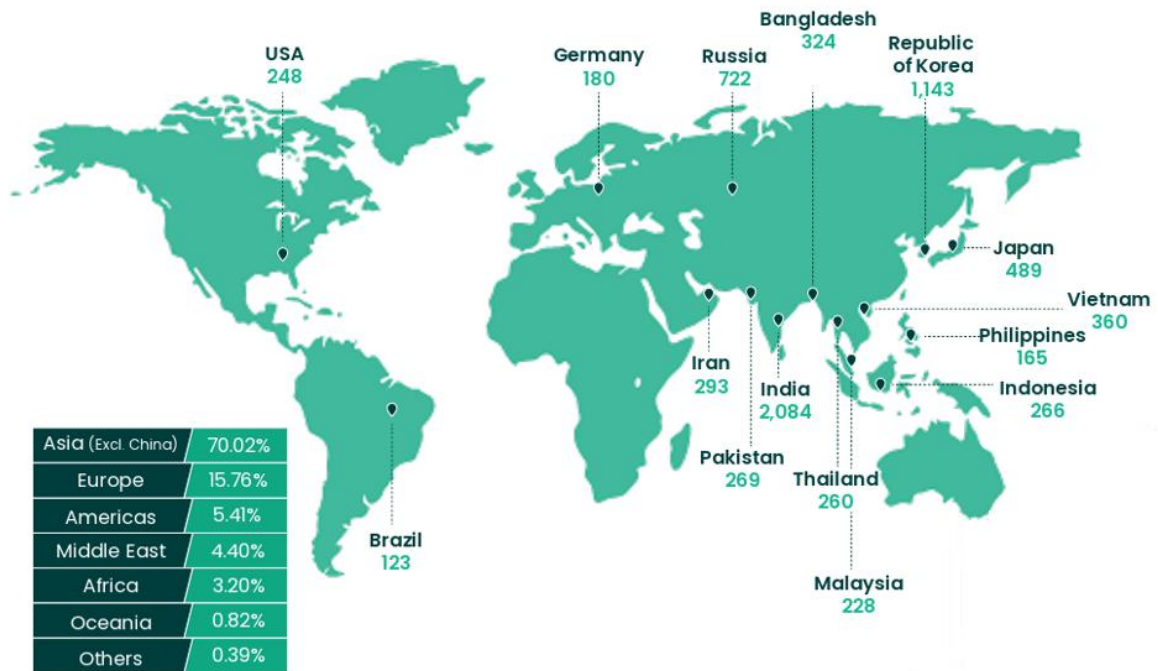 Bangladesh
324
USA
248
Germany
180
Russia
722
Republic
of Korea
1,143
Japan
489
Vietnam
360
Philippines
165
Iran
293
India
2,084
Indonesia
266
Pakistan
269
Thailand
260
Brazil
123
Malaysia
228
Asia (Excl. China) 70.02%
Europe 15.76%
Americas 5.41%
Middle East 4.40%
Africa 3.20%
Oceania 0.82%
Others 0.39%